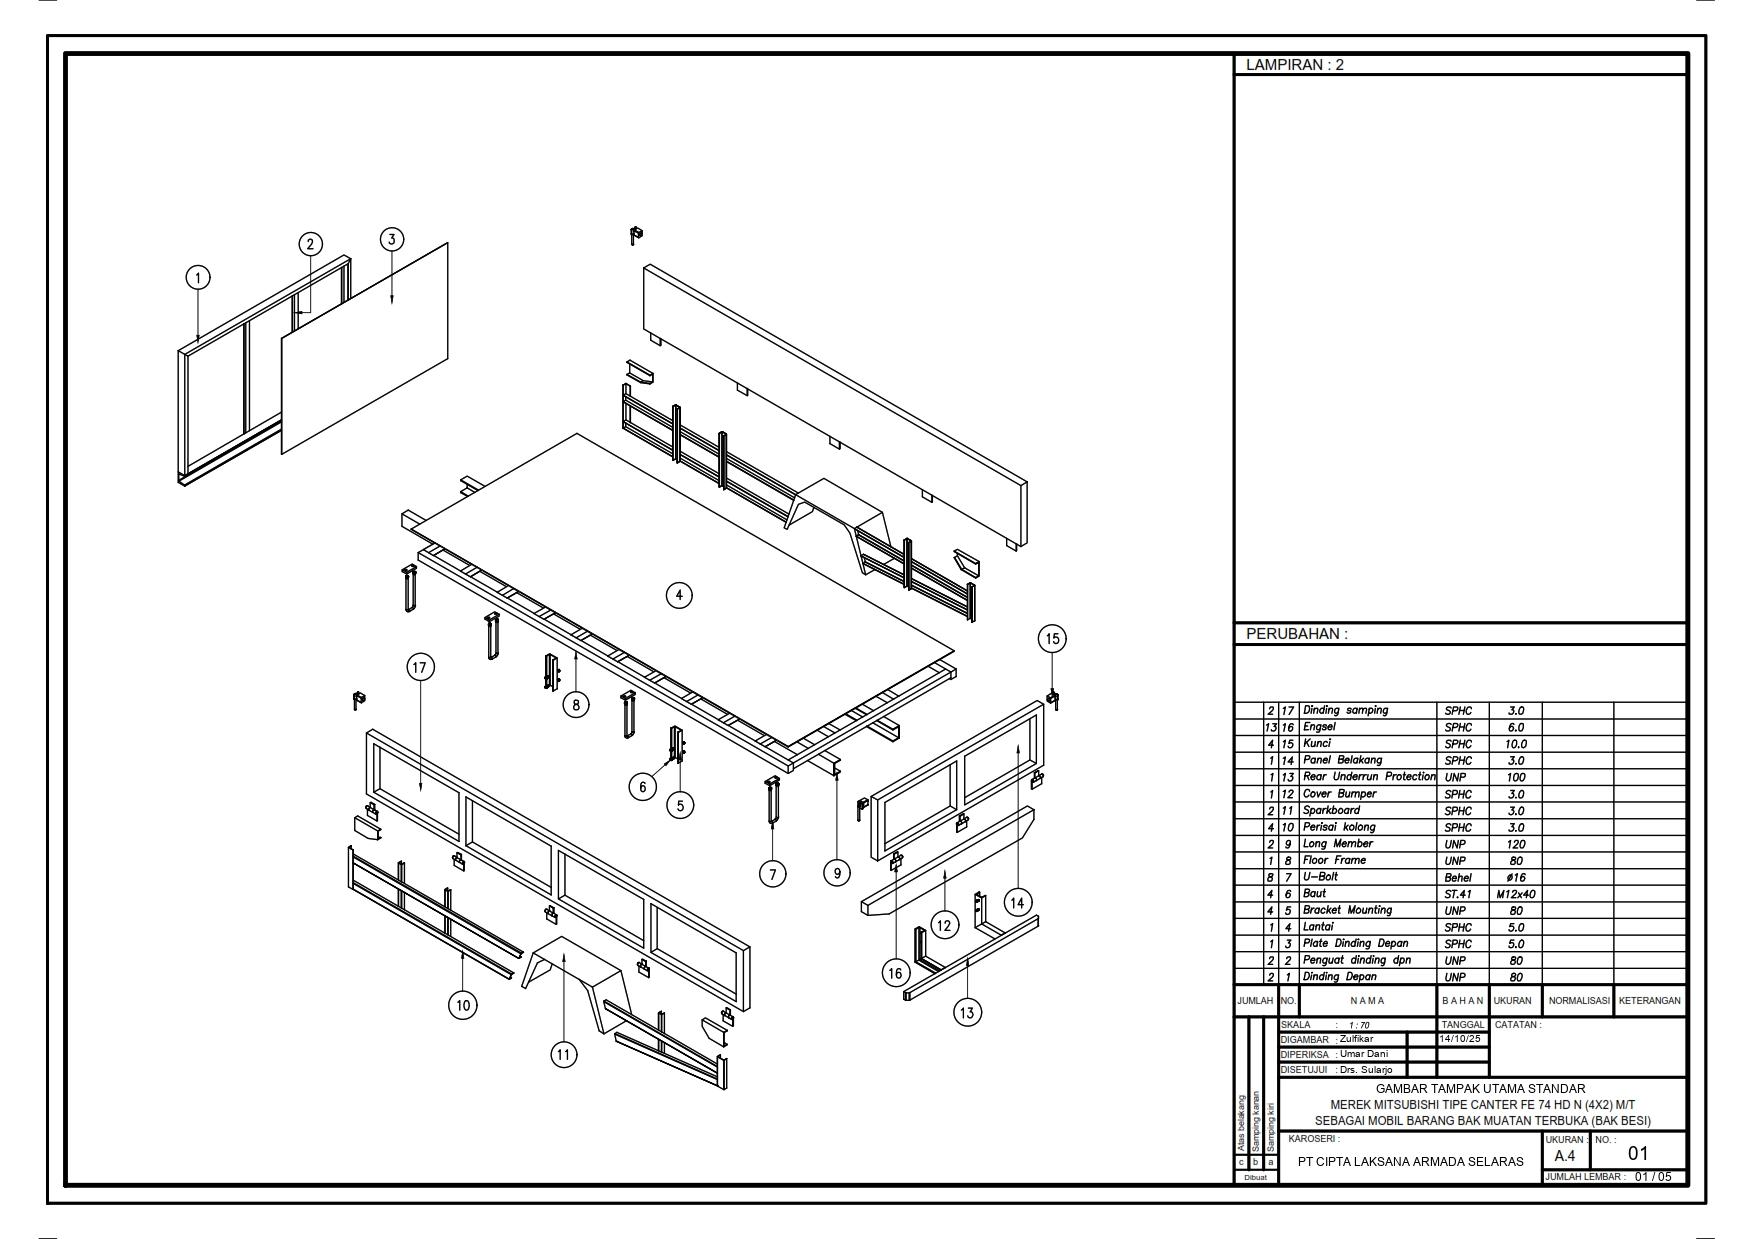 LAMPIRAN : 2
1
2
3
4
15
17
8
6
5
7
9
14
12
16
13
10
11
PERUBAHAN :
2 17 Dinding samping SPHC 3.0
13 16 Engsel SPHC 6.0
4 15 Kunci SPHC 10.0
1 14 Panel Belakang SPHC 3.0
1 13 Rear Underrun Protection UNP 100
1 12 Cover Bumper SPHC 3.0
2 11 Sparkboard SPHC 3.0
4 10 Perisai kolong SPHC 3.0
2 9 Long Member UNP 120
1 8 Floor Frame UNP 80
8 7 U-Bolt Behel ø16
4 6 Baut ST.41 M12x40
4 5 Bracket Mounting UNP 80
1 4 Lantai SPHC 5.0
1 3 Plate Dinding Depan SPHC 5.0
2 2 Penguat dinding dpn UNP 80
2 1 Dinding Depan UNP 80
JUMLAH NO. N A M A B A H A N UKURAN NORMALISASI KETERANGAN
SKALA : 1 : 70 TANGGAL CATATAN :
DIGAMBAR : Zulfikar 14/10/25
DIPERIKSA : Umar Dani
DISETUJUI : Drs. Sularjo
Atas belakang
Samping kanan
Samping kiri
c b a
Dibuat
GAMBAR TAMPAK UTAMA STANDAR
MEREK MITSUBISHI TIPE CANTER FE 74 HD N (4X2) M/T
SEBAGAI MOBIL BARANG BAK MUATAN TERBUKA (BAK BESI)
KAROSERI :
PT CIPTA LAKSANA ARMADA SELARAS
UKURAN : NO. :
A.4 01
JUMLAH LEMBAR : 01 / 05